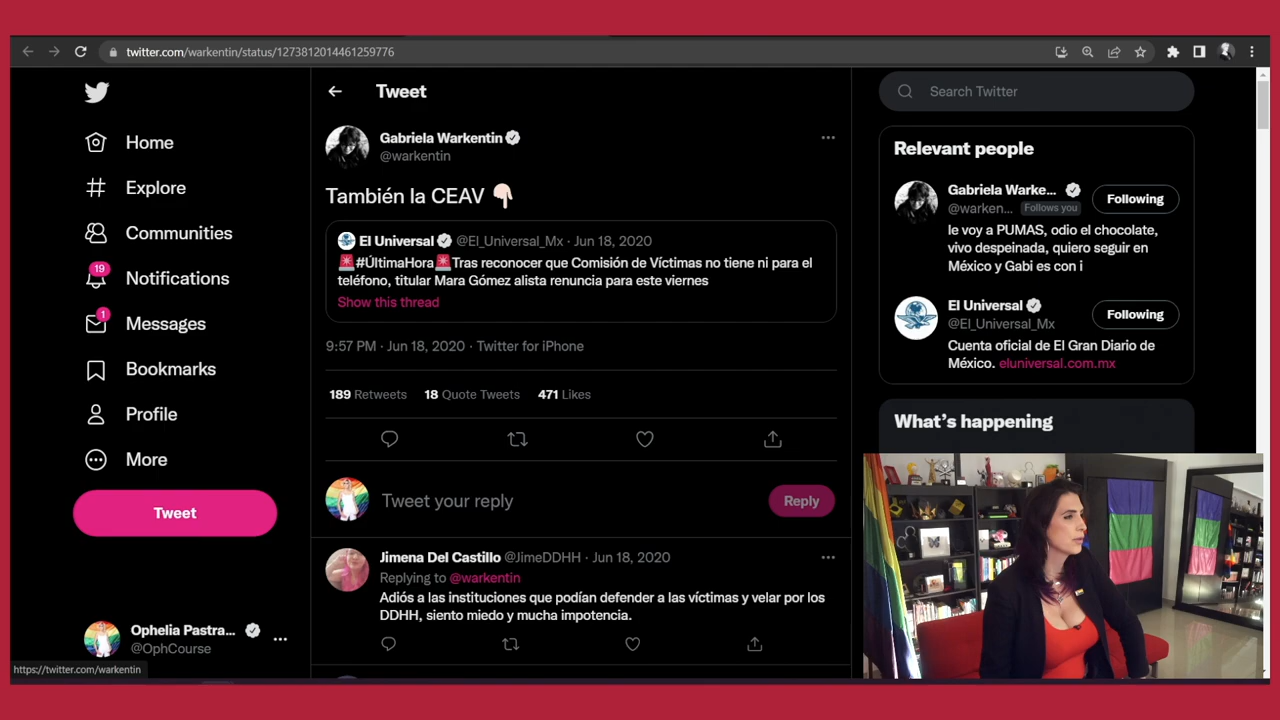 twitter.com/warkentin/status/1273812014461259776
Home
Explore
Communities
19
Notifications
1
Messages
Bookmarks
Profile
More
Tweet
Ophelia Pastra...
@OphCourse
https://twitter.com/warkentin
Tweet
Gabriela Warkentin
@warkentin
También la CEAV 👇🏻
El Universal @El_Universal_Mx · Jun 18, 2020
🚨#ÚltimaHora🚨Tras reconocer que Comisión de Víctimas no tiene ni para el
teléfono, titular Mara Gómez alista renuncia para este viernes
Show this thread
9:57 PM · Jun 18, 2020 · Twitter for iPhone
189 Retweets 18 Quote Tweets 471 Likes
Tweet your reply
Reply
Jimena Del Castillo @JimeDDHH · Jun 18, 2020
Replying to @warkentin
Adiós a las instituciones que podían defender a las víctimas y velar por los
DDHH, siento miedo y mucha impotencia.
Search Twitter
Relevant people
Gabriela Warke...
@warken... Follows you
Following
le voy a PUMAS, odio el chocolate,
vivo despeinada, quiero seguir en
México y Gabi es con i
El Universal
@El_Universal_Mx
Following
Cuenta oficial de El Gran Diario de
México. eluniversal.com.mx
What's happening